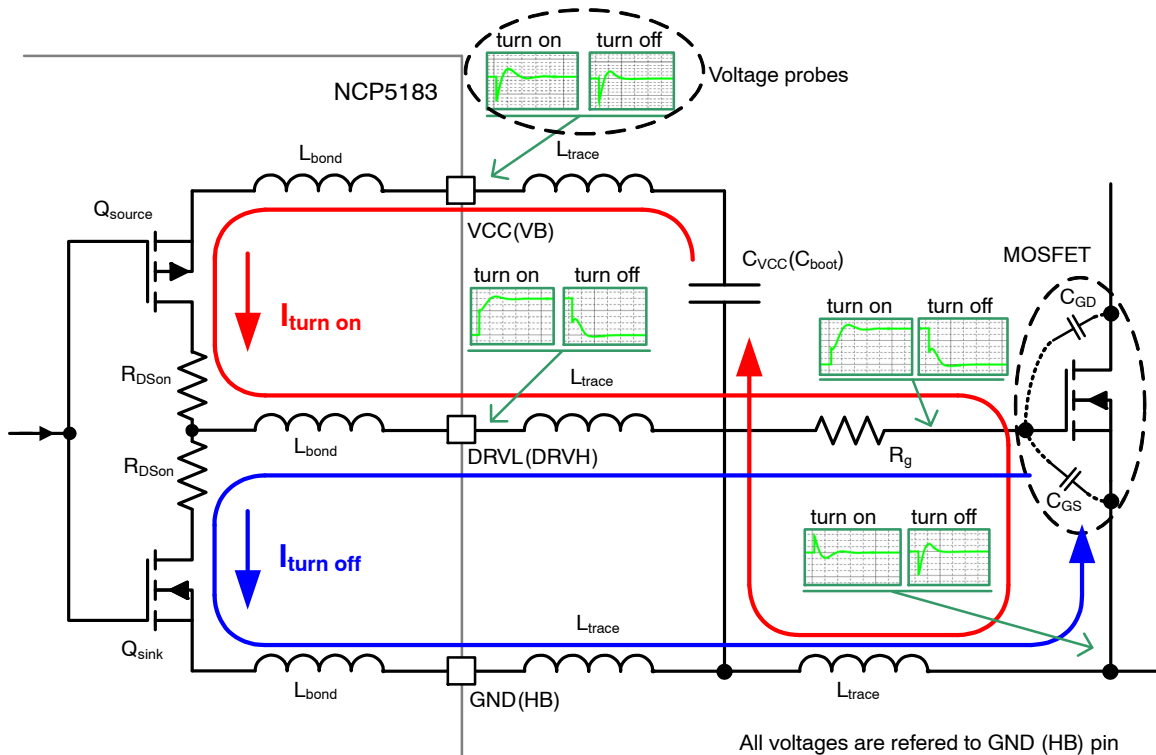 turn on turn off
Voltage probes
NCP5183
Lbond
Ltrace
Qsource
VCC(VB)
CVCC(Cboot)
MOSFET
turn on turn off
turn on turn off
CGD
Iturn on
RDSon
Ltrace
Lbond
DRVL(DRVH)
Rg
RDSon
CGS
turn on turn off
Iturn off
Ltrace
Qsink
Lbond
GND(HB)
Ltrace
All voltages are refered to GND (HB) pin